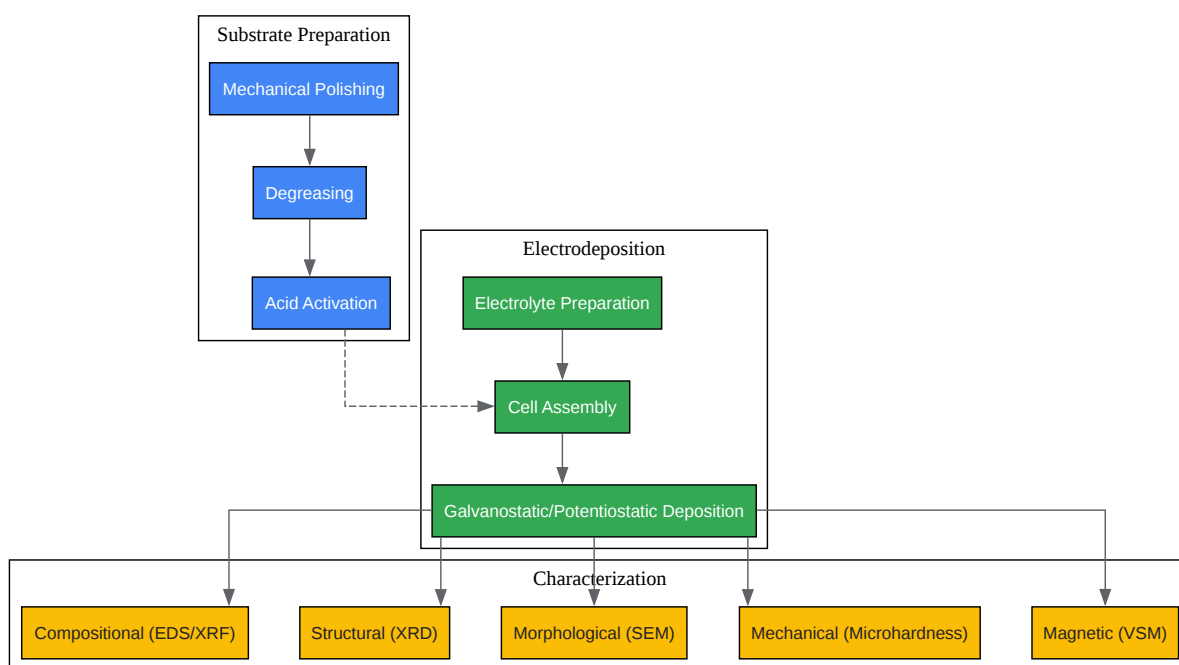 Substrate Preparation
Mechanical Polishing
Degreasing
Acid Activation
Electrodeposition
Electrolyte Preparation
Cell Assembly
Galvanostatic/Potentiostatic Deposition
Characterization
Compositional (EDS/XRF)
Structural (XRD)
Morphological (SEM)
Mechanical (Microhardness)
Magnetic (VSM)